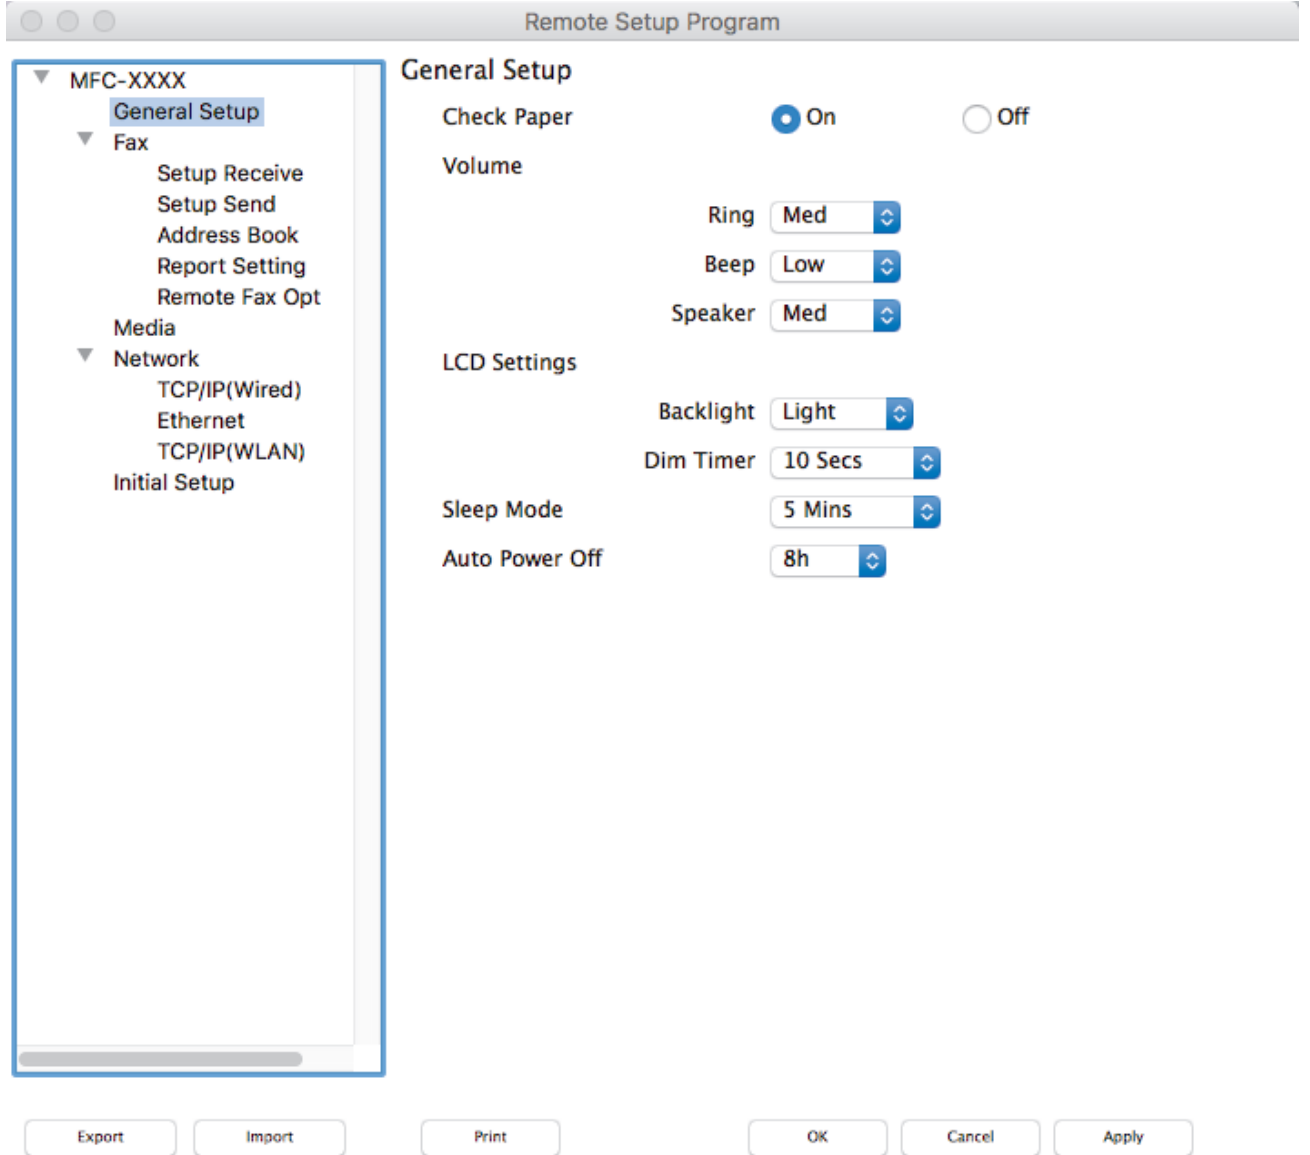 Remote Setup Program
MFC-XXXX
General Setup
Fax
Setup Receive
Setup Send
Address Book
Report Setting
Remote Fax Opt
Media
Network
TCP/IP(Wired)
Ethernet
TCP/IP(WLAN)
Initial Setup
General Setup
Check Paper On Off
Volume
Ring Med
Beep Low
Speaker Med
LCD Settings
Backlight Light
Dim Timer 10 Secs
Sleep Mode 5 Mins
Auto Power Off 8h
Export Import Print OK Cancel Apply